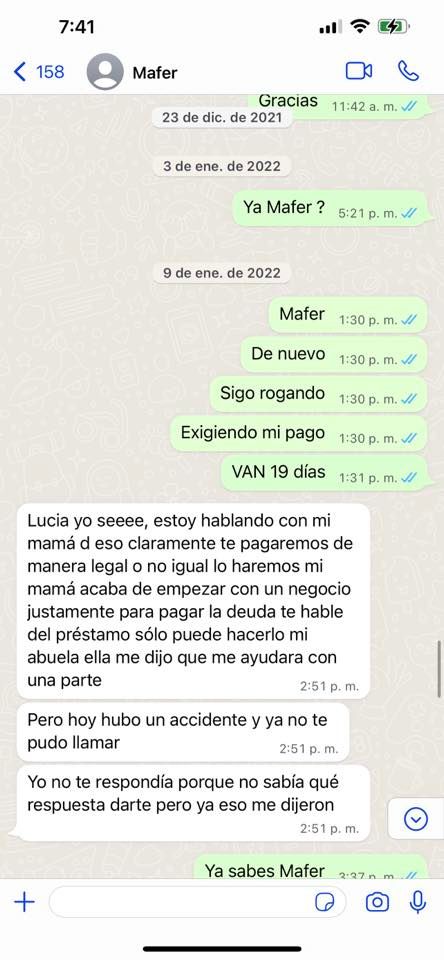 7:41
158
Mafer
Gracias 11:42 a. m.
23 de dic. de 2021
3 de ene. de 2022
Ya Mafer ? 5:21 p. m.
9 de ene. de 2022
Mafer 1:30 p. m.
De nuevo 1:30 p. m.
Sigo rogando 1:30 p. m.
Exigiendo mi pago 1:30 p. m.
VAN 19 días 1:31 p. m.
Lucia yo seeee, estoy hablando con mi
mamá d eso claramente te pagaremos de
manera legal o no igual lo haremos mi
mamá acaba de empezar con un negocio
justamente para pagar la deuda te hable
del préstamo sólo puede hacerlo mi
abuela ella me dijo que me ayudara con
una parte
2:51 p. m.
Pero hoy hubo un accidente y ya no te
pudo llamar
2:51 p. m.
Yo no te respondía porque no sabía qué
respuesta darte pero ya eso me dijeron
2:51 p. m.
Ya sabes Mafer 3:37 p. m.